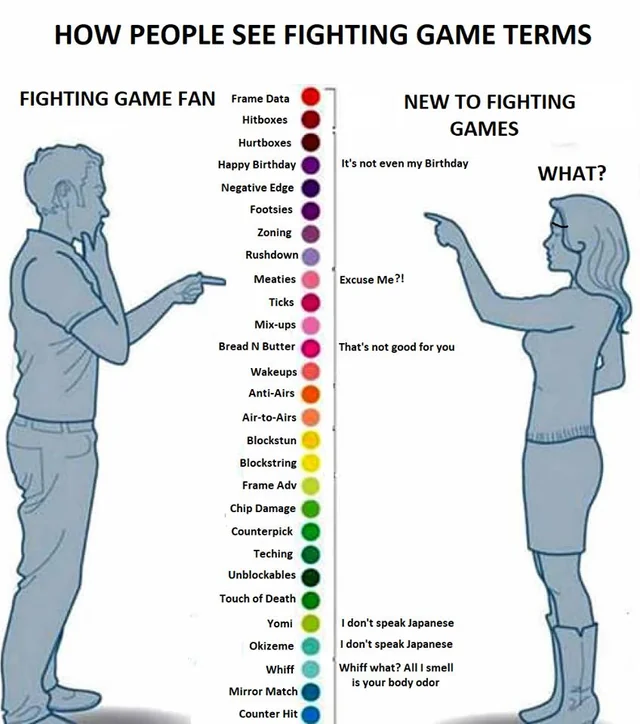 HOW PEOPLE SEE FIGHTING GAME TERMS
FIGHTING GAME FAN
NEW TO FIGHTING
GAMES
WHAT?
Frame Data
Hitboxes
Hurtboxes
Happy Birthday It's not even my Birthday
Negative Edge
Footsies
Zoning
Rushdown
Meaties Excuse Me?!
Ticks
Mix-ups
Bread N Butter That's not good for you
Wakeups
Anti-Airs
Air-to-Airs
Blockstun
Blockstring
Frame Adv
Chip Damage
Counterpick
Teching
Unblockables
Touch of Death
Yomi I don't speak Japanese
Okizeme I don't speak Japanese
Whiff Whiff what? All I smell
is your body odor
Mirror Match
Counter Hit